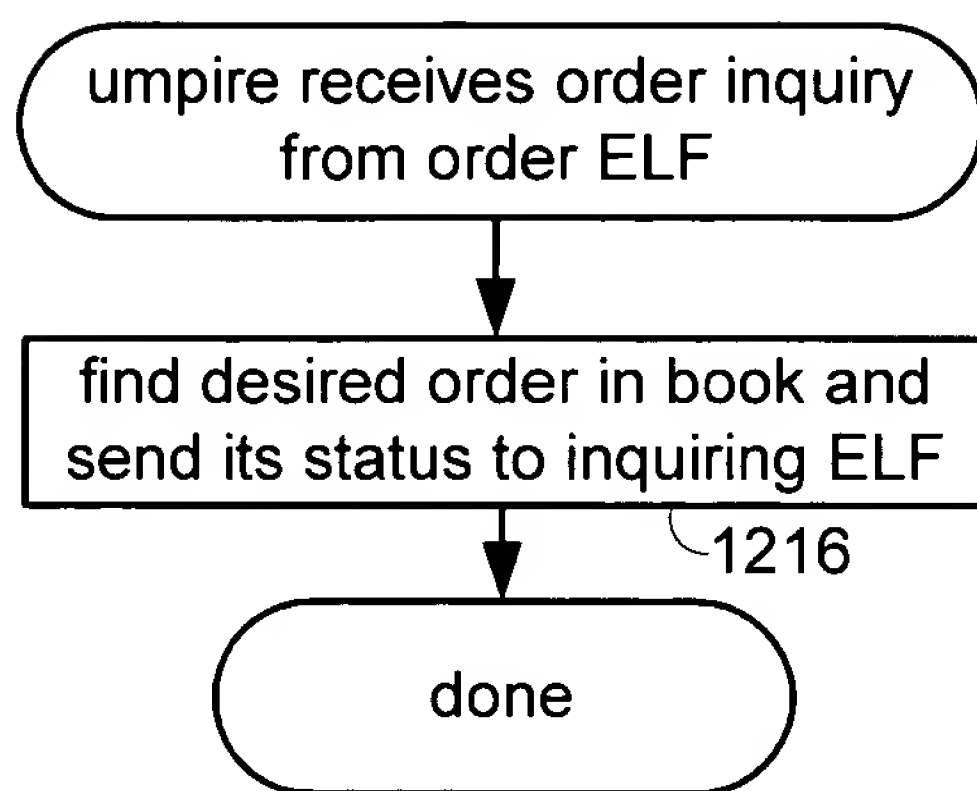 umpire receives order inquiry
from order ELF
find desired order in book and
send its status to inquiring ELF
1216
done